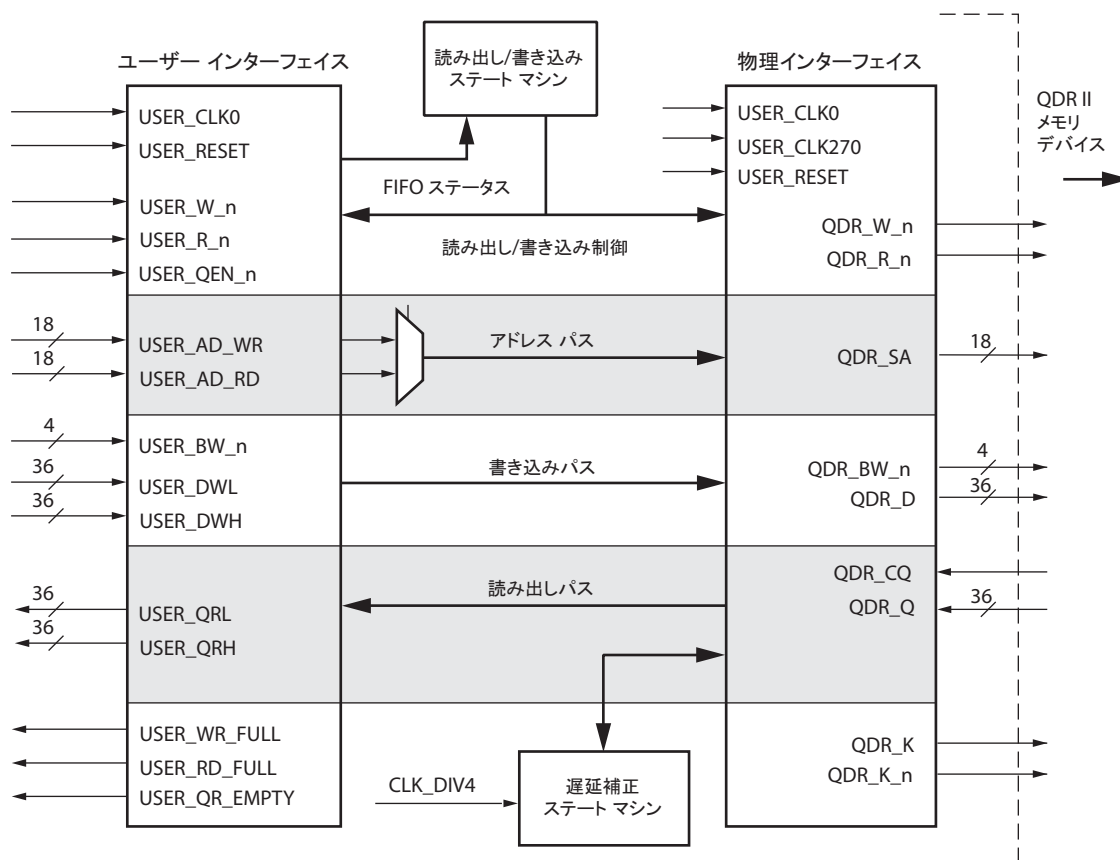 ユーザー インターフェイス
読み出し/書き込み
ステート マシン
物理インターフェイス
QDR II
メモリ
デバイス
USER_CLK0
USER_RESET
USER_W_n
USER_R_n
USER_QEN_n
FIFO ステータス
読み出し/書き込み制御
USER_CLK0
USER_CLK270
USER_RESET
QDR_W_n
QDR_R_n
18
18
USER_AD_WR
USER_AD_RD
アドレス パス
QDR_SA
18
4
36
36
USER_BW_n
USER_DWL
USER_DWH
書き込みパス
QDR_BW_n
QDR_D
4
36
36
36
USER_QRL
USER_QRH
読み出しパス
QDR_CQ
QDR_Q
36
USER_WR_FULL
USER_RD_FULL
USER_QR_EMPTY
CLK_DIV4
遅延補正
ステート マシン
QDR_K
QDR_K_n